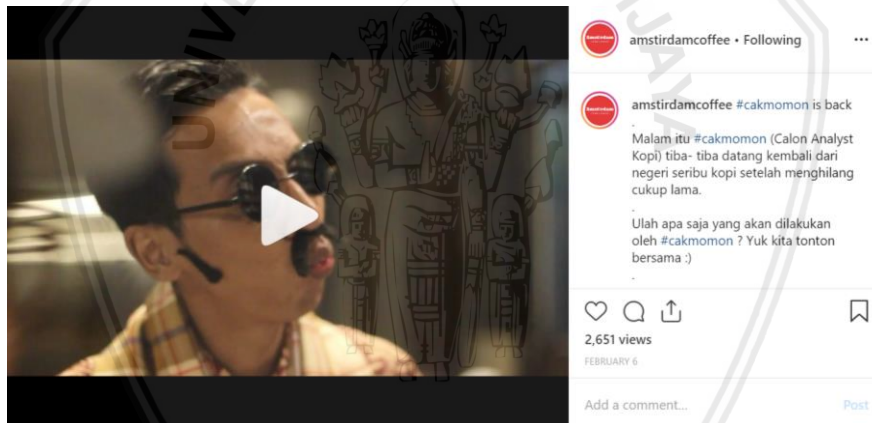 amstirdamcoffee • Following
amstirdamcoffee #cakmomon is back
.
Malam itu #cakmomon (Calon Analyst
Kopi) tiba- tiba datang kembali dari
negeri seribu kopi setelah menghilang
cukup lama.
.
Ulah apa saja yang akan dilakukan
oleh #cakmomon ? Yuk kita tonton
bersama :)
.
2,651 views
FEBRUARY 6
Add a comment...
Post